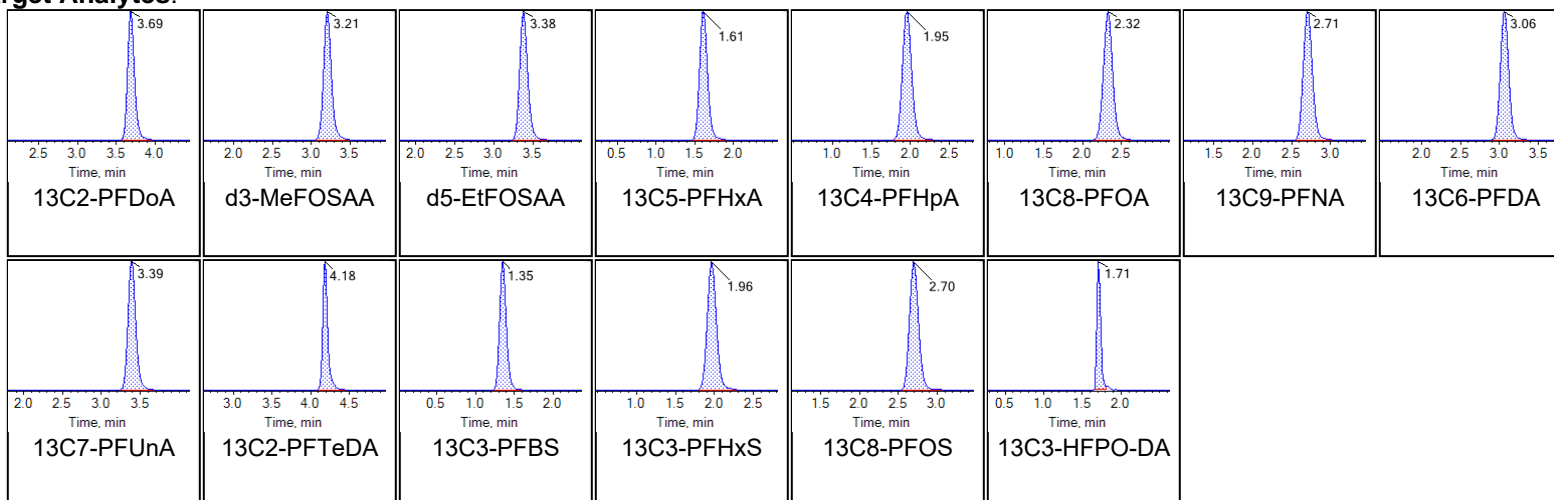 arget Analytes:
3.69 3.21 3.38 1.61 1.95 2.32 2.71 3.06
2.5 3.0 3.5 4.0 2.0 2.5 3.0 3.5 2.0 2.5 3.0 3.5 0.5 1.0 1.5 2.0 1.0 1.5 2.0 2.5 1.0 1.5 2.0 2.5 1.5 2.0 2.5 3.0 2.0 2.5 3.0 3.5
Time, min Time, min Time, min Time, min Time, min Time, min Time, min Time, min
13C2-PFDoA d3-MeFOSAA d5-EtFOSAA 13C5-PFHxA 13C4-PFHpA 13C8-PFOA 13C9-PFNA 13C6-PFDA
3.39 4.18 1.35 1.96 2.70 1.71
2.0 2.5 3.0 3.5 3.0 3.5 4.0 4.5 0.5 1.0 1.5 2.0 1.0 1.5 2.0 2.5 1.5 2.0 2.5 3.0 0.5 1.0 1.5 2.0
Time, min Time, min Time, min Time, min Time, min Time, min
13C7-PFUnA 13C2-PFTeDA 13C3-PFBS 13C3-PFHxS 13C8-PFOS 13C3-HFPO-DA